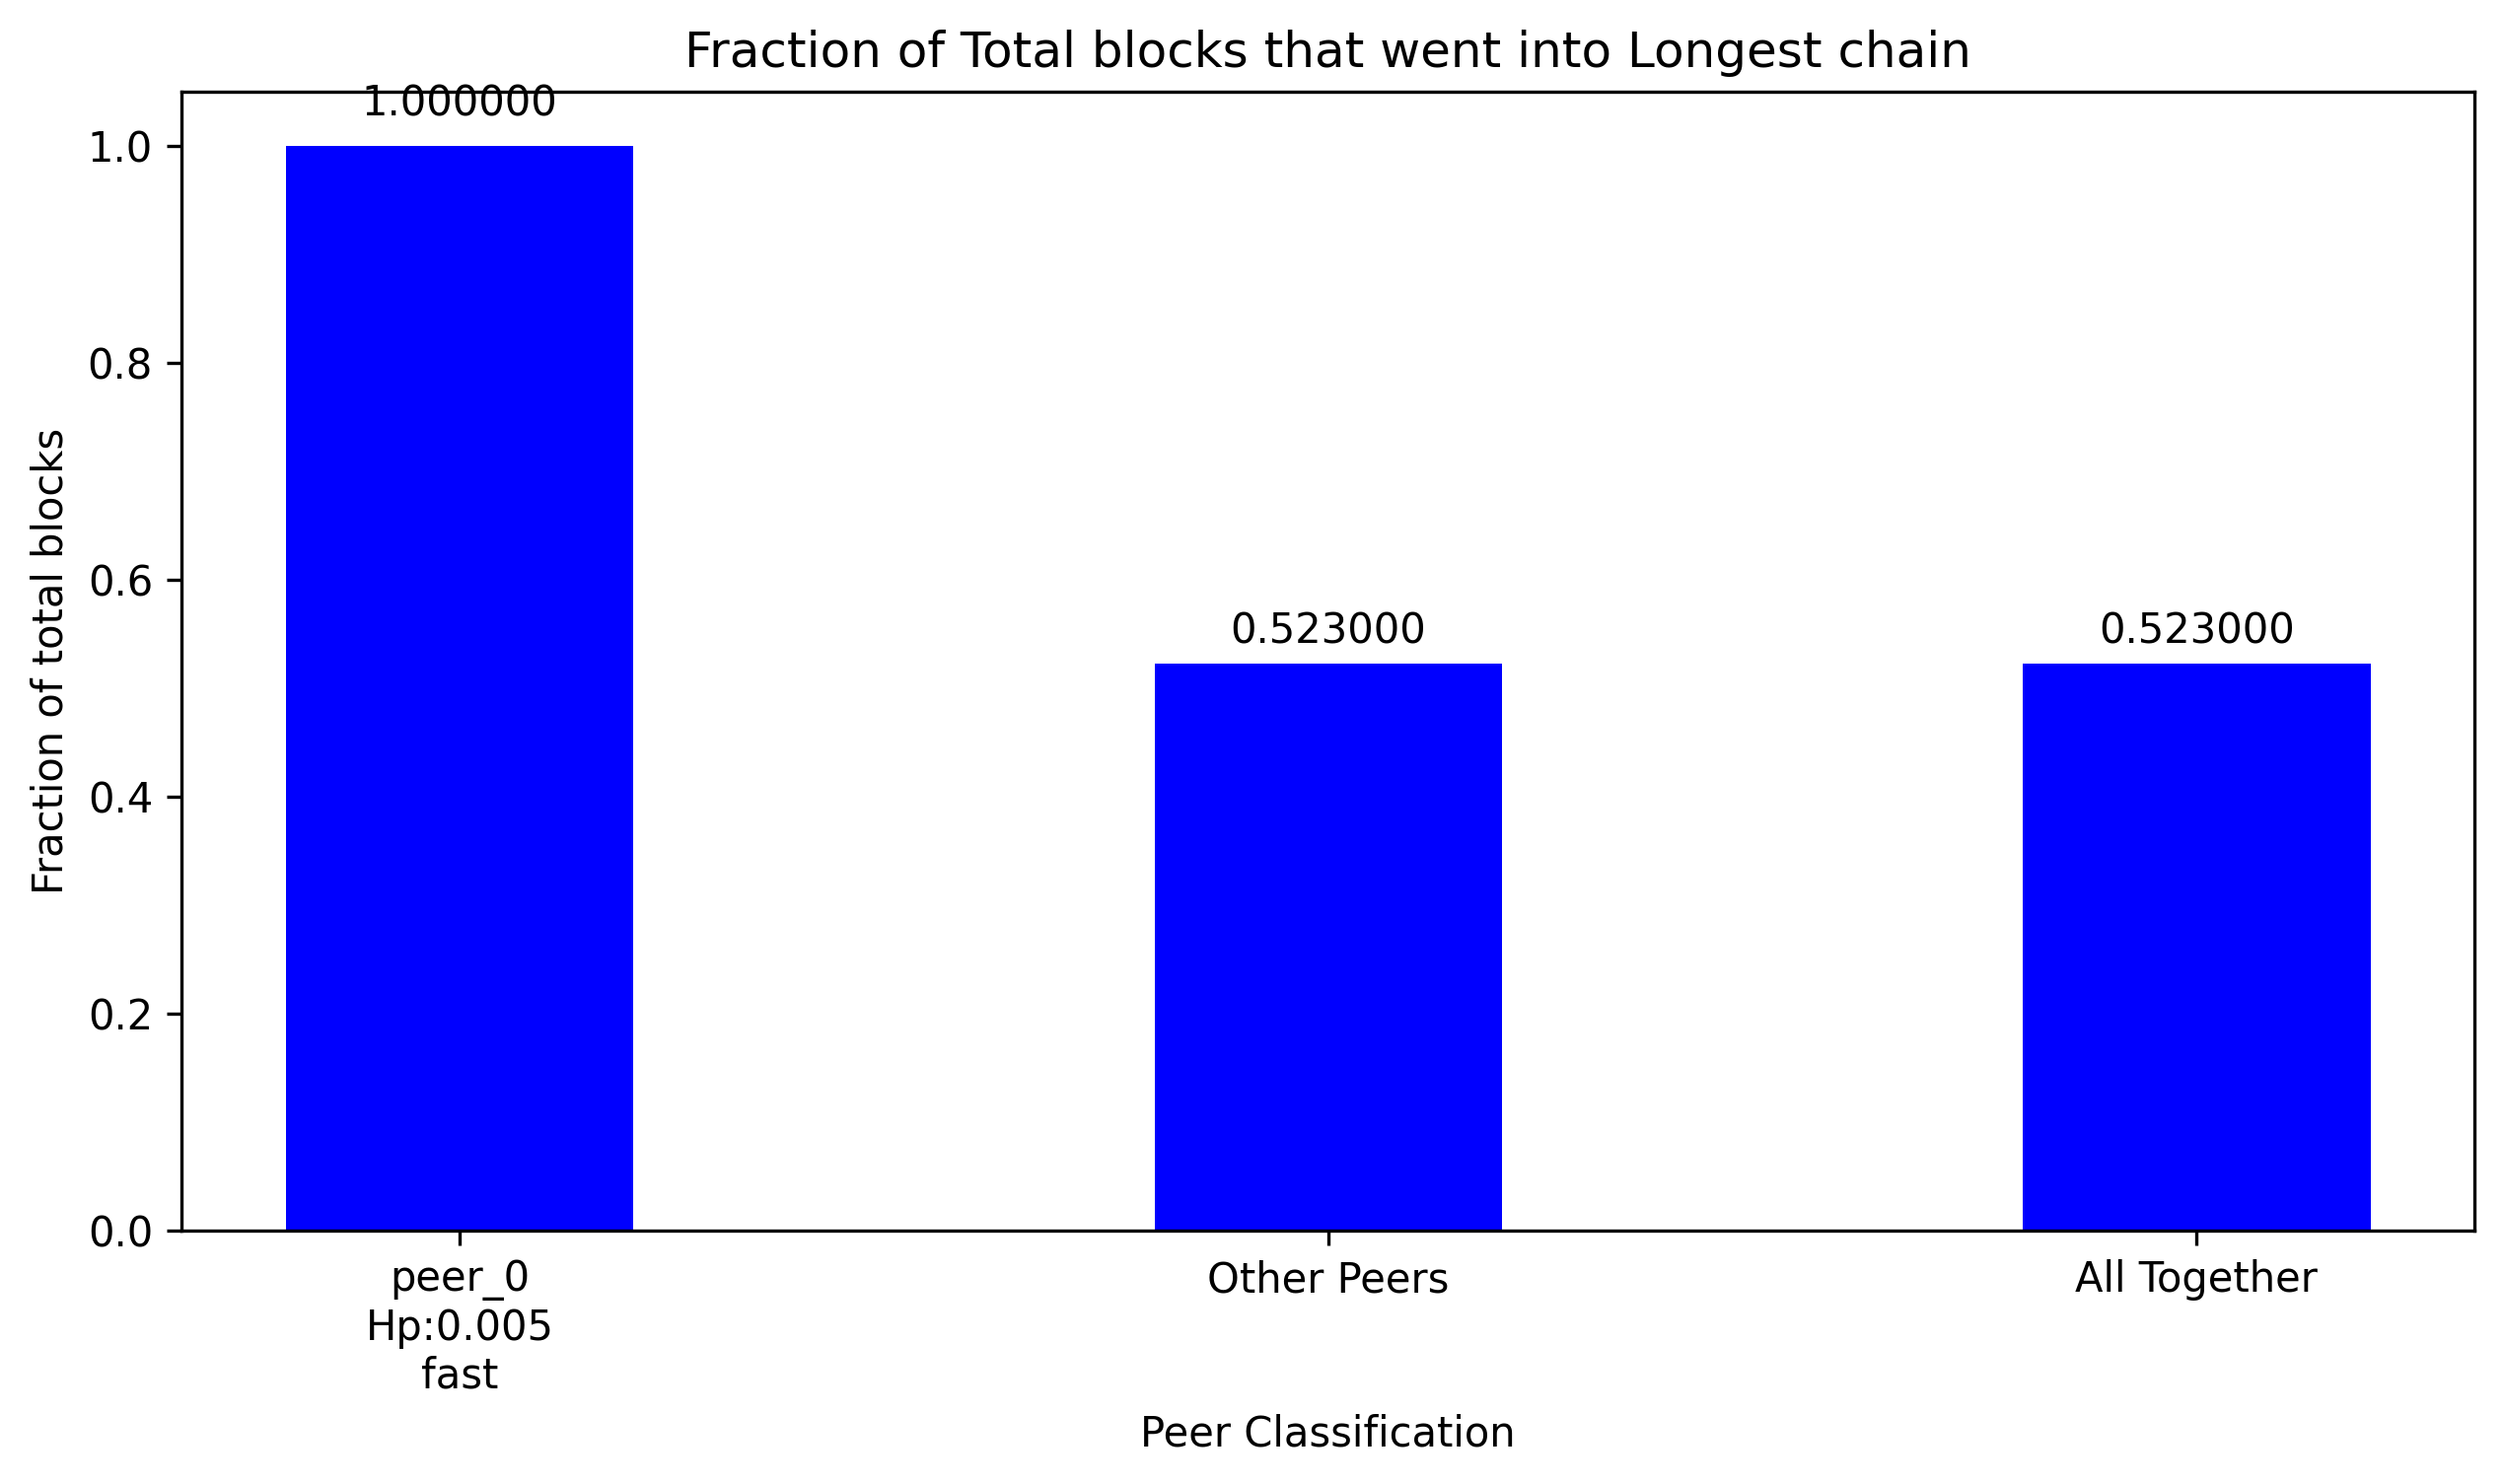 Fraction of Total blocks that went into Longest chain
Fraction of total blocks
1.0
0.8
0.6
0.4
0.2
0.0
1.000000
0.523000
0.523000
peer_0
Hp:0.005
fast
Other Peers
All Together
Peer Classification